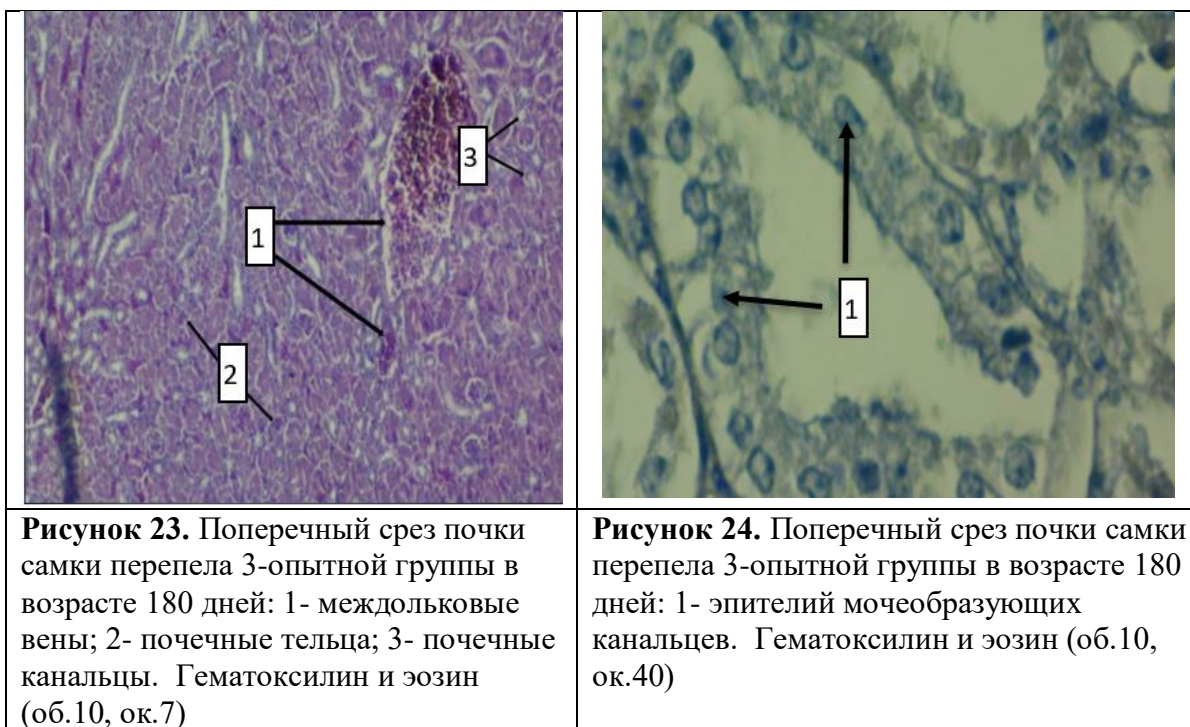 1
2
3
1
Рисунок 23. Поперечный срез почки
самки перепела 3-опытной группы в
возрасте 180 дней: 1- междольковые
вены; 2- почечные тельца; 3- почечные
канальцы. Гематоксилин и эозин
(об.10, ок.7)
Рисунок 24. Поперечный срез почки
самки перепела 3-опытной группы в
возрасте 180 дней: 1- эпителий мочеобразующих
канальцев. Гематоксилин и эозин (об.10,
ок.40)